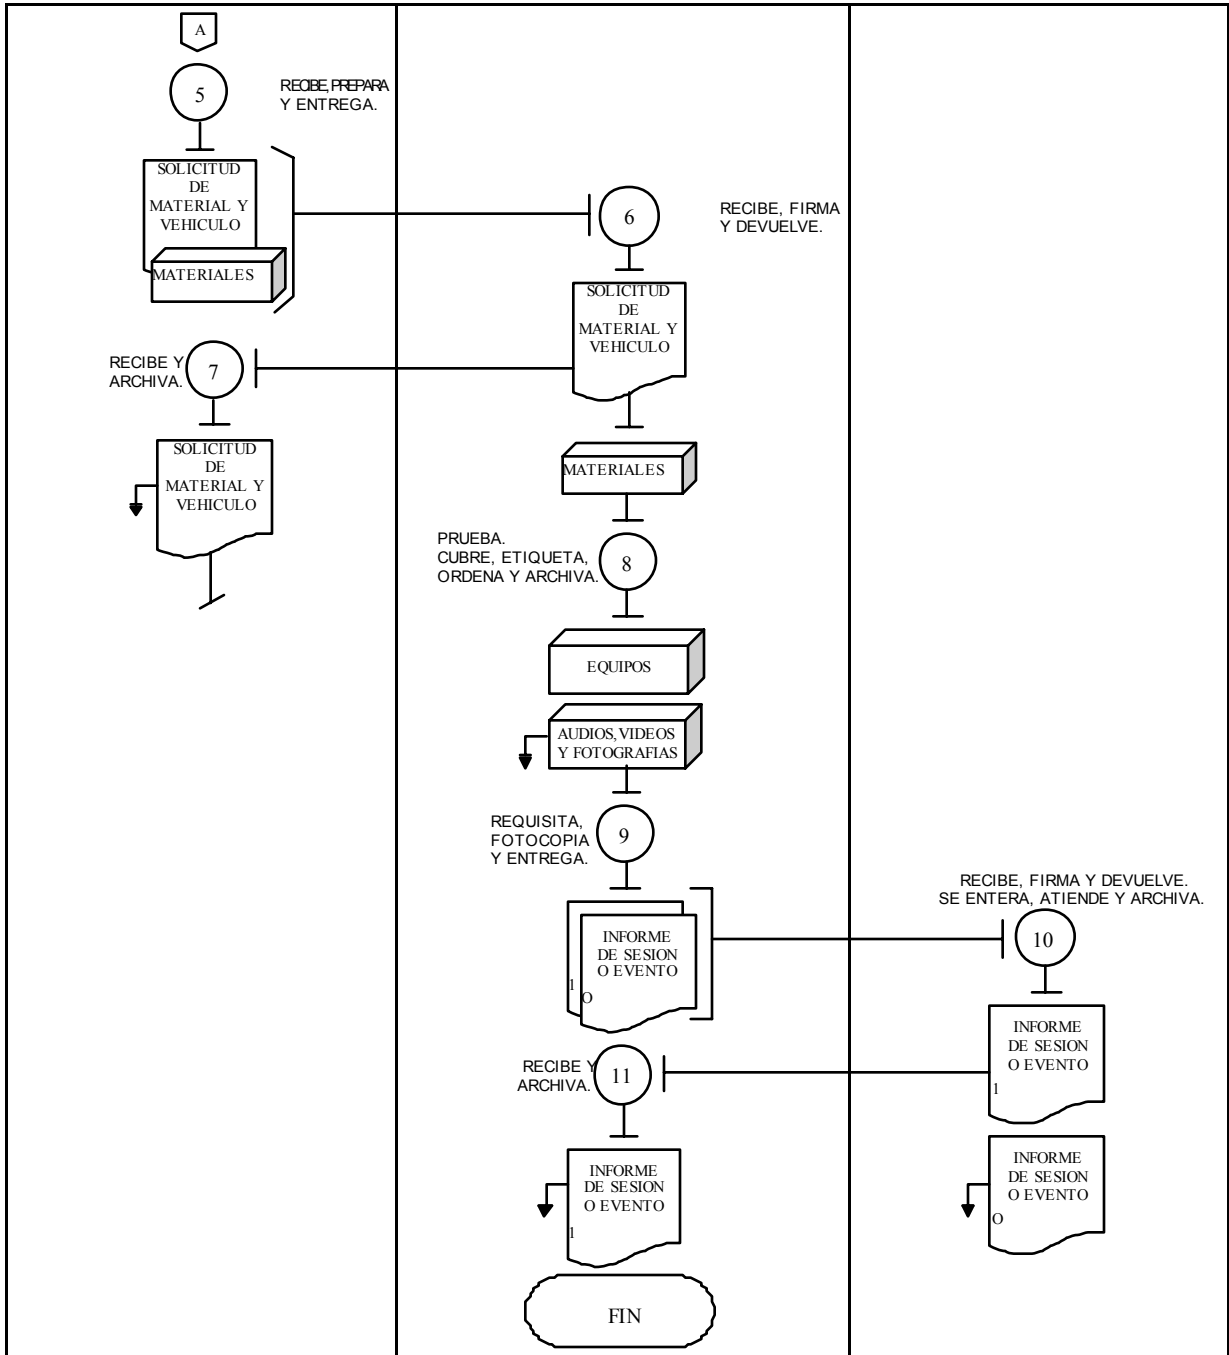 A
5
RECIBE, PREPARA
Y ENTREGA.
SOLICITUD
DE
MATERIAL Y
VEHICULO
MATERIALES
6
RECIBE, FIRMA
Y DEVUELVE.
SOLICITUD
DE
MATERIAL Y
VEHICULO
RECIBE Y
ARCHIVA.
7
SOLICITUD
DE
MATERIAL Y
VEHICULO
MATERIALES
PRUEBA.
CUBRE, ETIQUETA,
ORDENA Y ARCHIVA.
8
EQUIPOS
AUDIOS, VIDEOS
Y FOTOGRAFIAS
REQUISITA,
FOTOCOPIA
Y ENTREGA.
9
INFORME
DE SESION
O EVENTO
1
O
RECIBE, FIRMA Y DEVUELVE.
SE ENTERA, ATIENDE Y ARCHIVA.
10
INFORME
DE SESION
O EVENTO
1
RECIBE Y
ARCHIVA.
11
INFORME
DE SESION
O EVENTO
1
INFORME
DE SESION
O EVENTO
O
FIN